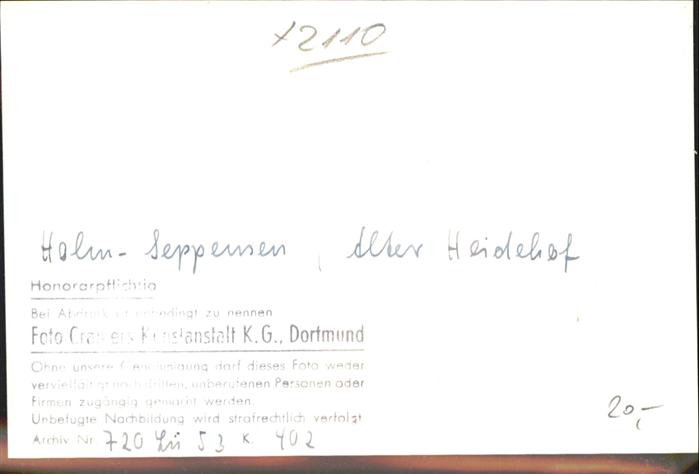 x2110
Holm-Seppensen, Alter Heidehof
Honorarpflichtig
Bei Abdruck ist unbedingt zu nennen
Foto Cramers Kunstanstalt K.G., Dortmund
Ohne unsere Genehmigung darf dieses Foto weder
vervielfältigt noch dritten, unberufenen Personen oder
Firmen zugängig gemacht werden.
Unbefugte Nachbildung wird strafrechtlich verfolgt
Archiv Nr. 720 Lü 53 K. 402
20,-